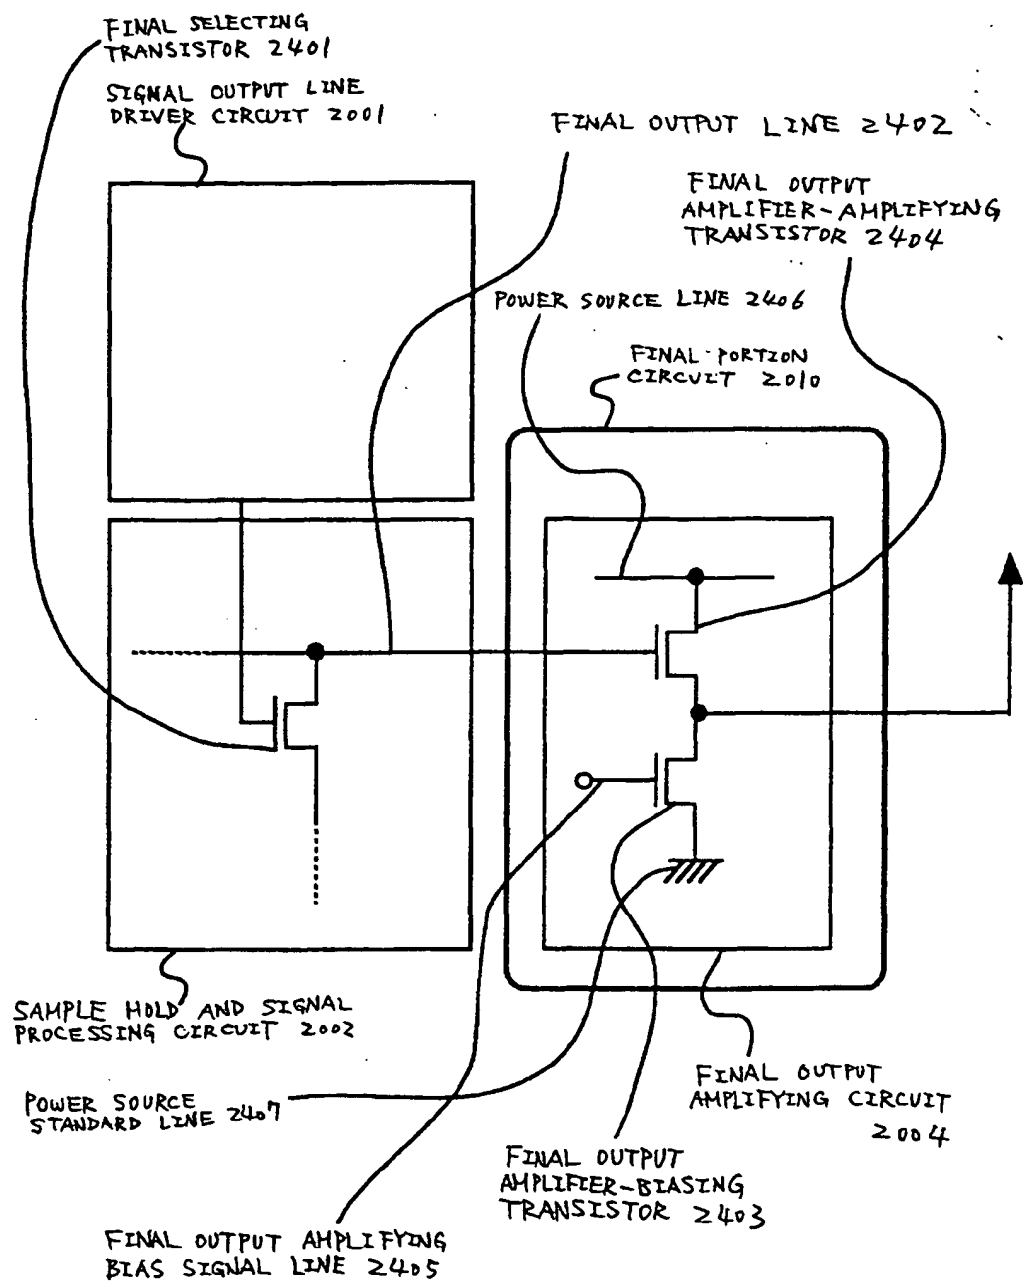 FINAL SELECTING
TRANSISTOR 2401
SIGNAL OUTPUT LINE
DRIVER CIRCUIT 2001
FINAL OUTPUT LINE 2402
FINAL OUTPUT
AMPLIFIER-AMPLIFYING
TRANSISTOR 2404
POWER SOURCE LINE 2406
FINAL PORTION
CIRCUIT 2010
SAMPLE HOLD AND SIGNAL
PROCESSING CIRCUIT 2002
POWER SOURCE
STANDARD LINE 2407
FINAL OUTPUT
AMPLIFYING CIRCUIT
2004
FINAL OUTPUT
AMPLIFIER-BIASING
TRANSISTOR 2403
FINAL OUTPUT AMPLIFYING
BIAS SIGNAL LINE 2405